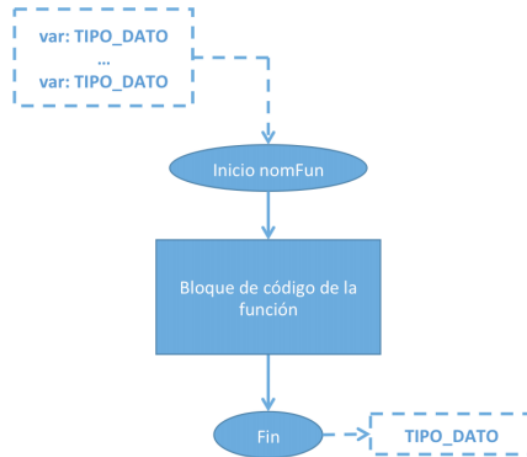 var: TIPO_DATO
...
var: TIPO_DATO
Inicio nomFun
Bloque de código de la
función
Fin
TIPO_DATO